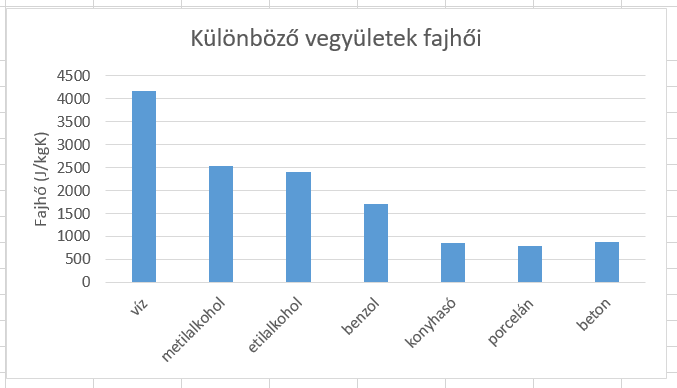 Különböző vegyületek fajhői
Fajhő (J/kgK)
4500
4000
3500
3000
2500
2000
1500
1000
500
0
víz
metilalkohol
etilalkohol
benzol
konyhasó
porcelán
beton